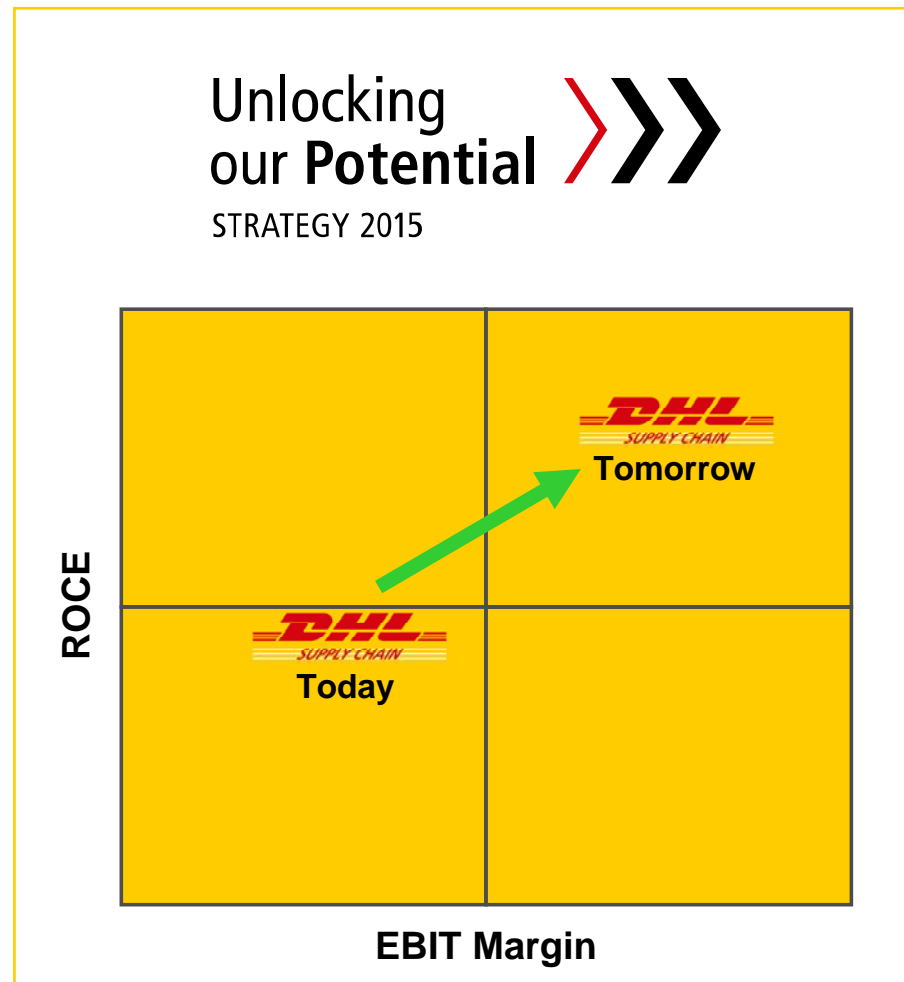 Unlocking
our Potential
STRATEGY 2015
DHL
SUPPLY CHAIN
Tomorrow
ROCE
DHL
SUPPLY CHAIN
Today
EBIT Margin